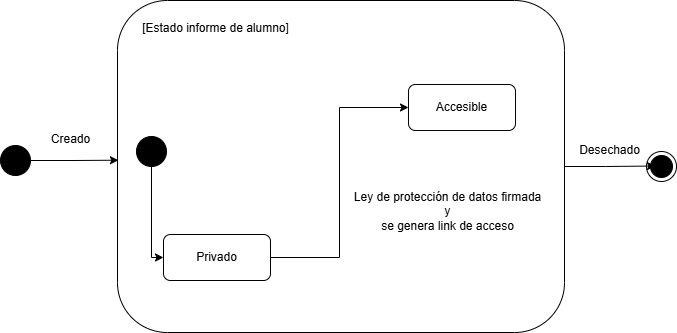 [Estado informe de alumno]
Accesible
Creado
Desechado
Ley de protección de datos firmada
y
se genera link de acceso
Privado